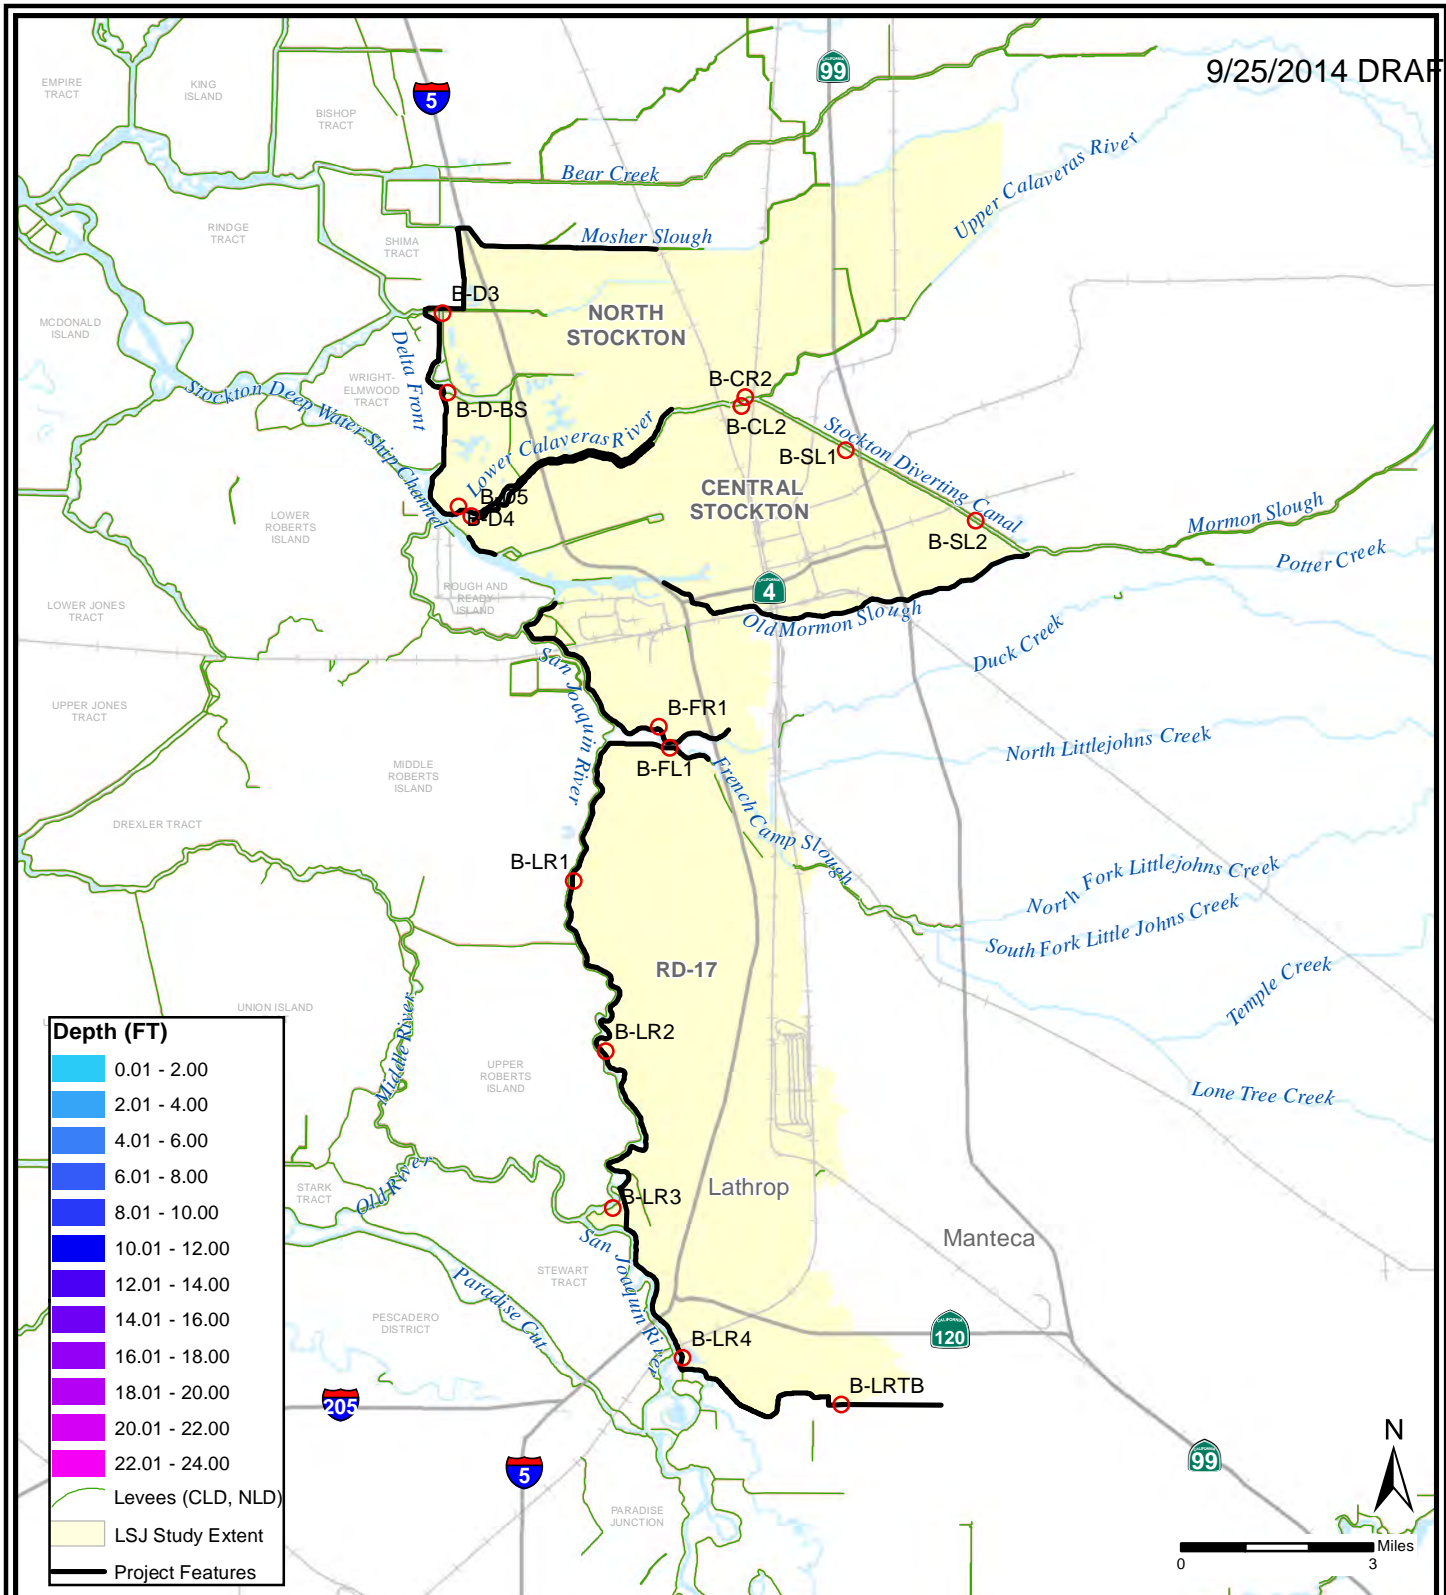 9/25/2014 DRAF
EMPIRE
TRACT
KING
ISLAND
BISHOP
TRACT
5
CALIFORNIA
99
Bear Creek
Upper Calaveras River
RINDGE
TRACT
SHIMA
TRACT
Mosher Slough
B-D3
NORTH
STOCKTON
MCDONALD
ISLAND
Delta Front
WRIGHT-
ELMWOOD
TRACT
Stockton Deep Water Ship Channel
B-D-BS
B-CR2
B-CL2
Lower Calaveras River
Stockton Diverting Canal
B-SL1
CENTRAL
STOCKTON
B-D5
B-D4
LOWER
ROBERTS
ISLAND
B-SL2
Mormon Slough
Potter Creek
ROUGH AND
READY
ISLAND
CALIFORNIA
4
LOWER JONES
TRACT
Old Mormon Slough
Duck Creek
San Joaquin River
UPPER JONES
TRACT
B-FR1
B-FL1
North Littlejohns Creek
MIDDLE
ROBERTS
ISLAND
French Camp Slough
DREXLER TRACT
B-LR1
North Fork Littlejohns Creek
South Fork Little Johns Creek
RD-17
Temple Creek
UNION ISLAND
Middle River
B-LR2
UPPER
ROBERTS
ISLAND
Lone Tree Creek
STARK
TRACT
Old River
B-LR3
Lathrop
Manteca
San Joaquin River
STEWART
TRACT
Paradise Cut
PESCADERO
DISTRICT
B-LR4
CALIFORNIA
120
B-LRTB
205
5
CALIFORNIA
99
PARADISE
JUNCTION
N
Miles
0 3
Depth (FT)
0.01 - 2.00
2.01 - 4.00
4.01 - 6.00
6.01 - 8.00
8.01 - 10.00
10.01 - 12.00
12.01 - 14.00
14.01 - 16.00
16.01 - 18.00
18.01 - 20.00
20.01 - 22.00
22.01 - 24.00
Levees (CLD, NLD)
LSJ Study Extent
Project Features